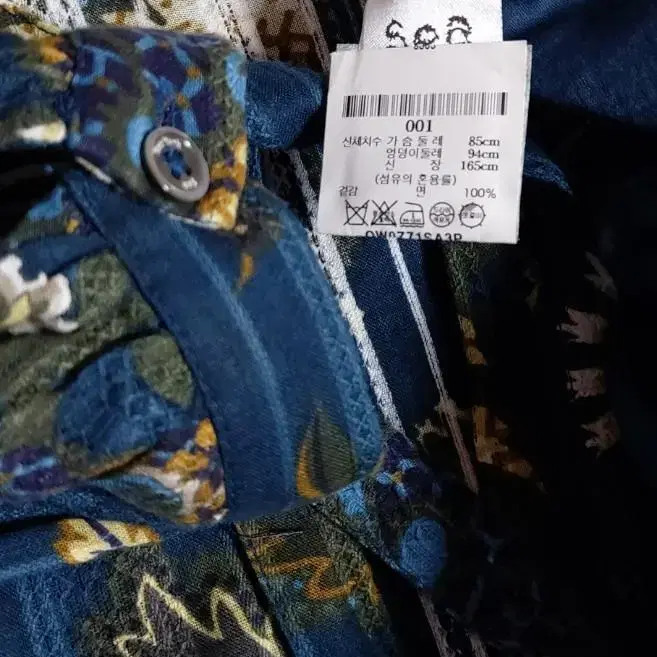 001
신체치수 가 슴 둘 레 85cm
엉덩이둘레 94cm
신 장 165cm
(섬유의 혼용률)
겉감 면 100%